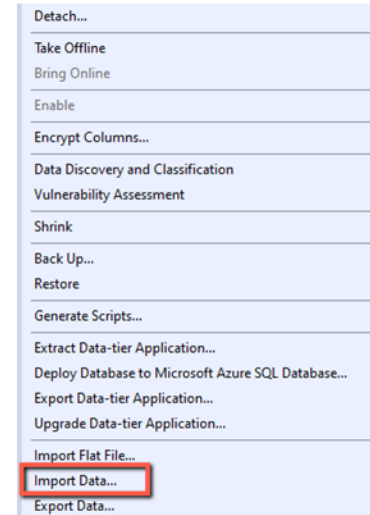 Detach...
Take Offline
Bring Online
Enable
Encrypt Columns...
Data Discovery and Classification
Vulnerability Assessment
Shrink
Back Up...
Restore
Generate Scripts...
Extract Data-tier Application...
Deploy Database to Microsoft Azure SQL Database...
Export Data-tier Application...
Upgrade Data-tier Application...
Import Flat File...
Import Data...
Export Data...